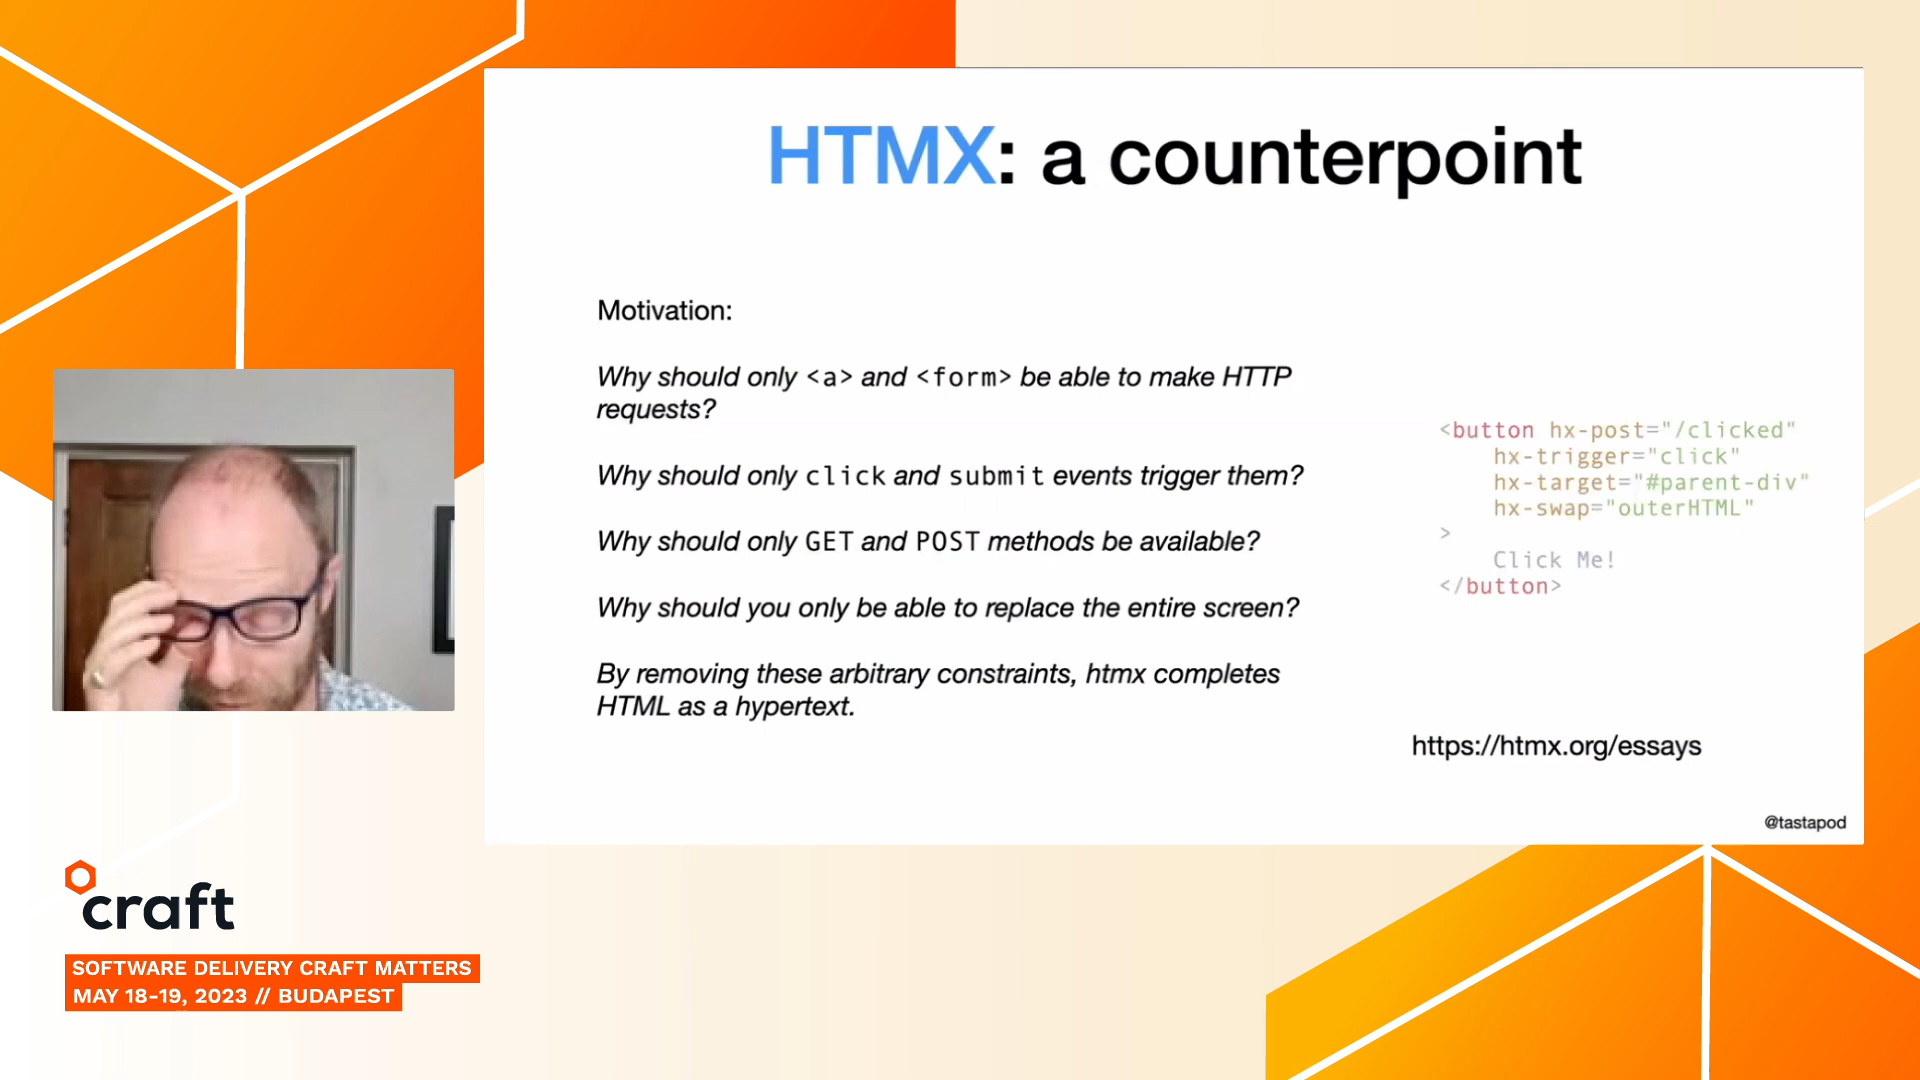 HTMX: a counterpoint
Motivation:
Why should only <a> and <form> be able to make HTTP
requests?
Why should only click and submit events trigger them?
Why should only GET and POST methods be available?
Why should you only be able to replace the entire screen?
By removing these arbitrary constraints, htmx completes
HTML as a hypertext.
<button hx-post="/clicked"
hx-trigger="click"
hx-target="#parent-div"
hx-swap="outerHTML"
>
Click Me!
</button>
https://htmx.org/essays
@tastapod
craft
SOFTWARE DELIVERY CRAFT MATTERS
MAY 18-19, 2023 // BUDAPEST